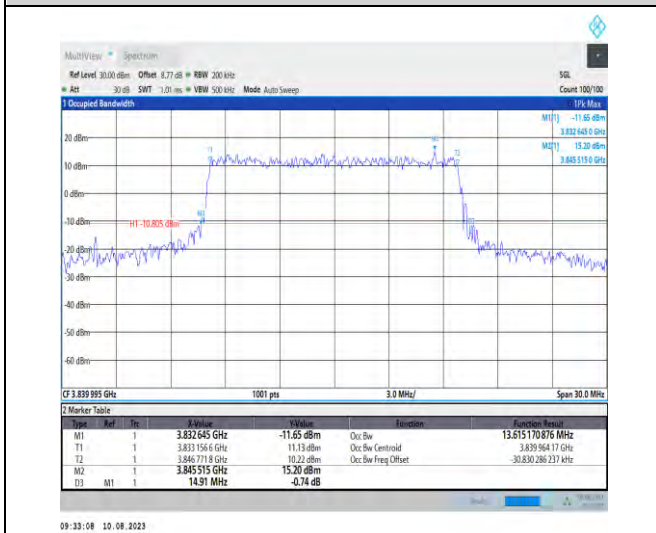 MultiView Spectrum
Ref Level 30.00 dBm Offset 8.77 dB RBW 200 kHz SGL
Att 30 dB SWT 1.01 ms VBW 500 kHz Mode Auto Sweep Count 100/100
1 Occupied Bandwidth 1Pk Max
M1[1] -11.65 dBm
3.832 645 0 GHz
M2[1] 15.20 dBm
3.845 515 0 GHz
20 dBm
M2
T1
T2
10 dBm
0 dBm
-10 dBm
H1 -10.805 dBm
-20 dBm
-30 dBm
-40 dBm
-50 dBm
-60 dBm
CF 3.839 995 GHz 1001 pts 3.0 MHz/ Span 30.0 MHz
2 Marker Table
Type Ref Trc X-Value Y-Value Function Function Result
M1 1 3.832 645 GHz -11.65 dBm Occ Bw 13.615 170 876 MHz
T1 1 3.833 156 6 GHz 11.13 dBm Occ Bw Centroid 3.839 964 17 GHz
T2 1 3.846 771 8 GHz 10.22 dBm Occ Bw Freq Offset -30.830 286 237 kHz
M2 1 3.845 515 GHz 15.20 dBm
D3 M1 1 14.91 MHz -0.74 dB
Ready
09:33:08 10.08.2023